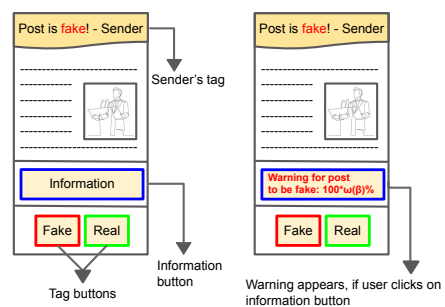 Post is fake! - Sender
Sender's tag
Information
Fake Real
Information
button
Tag buttons
Post is fake! - Sender
Warning for post
to be fake: 100*ω(β)%
Fake Real
Warning appears, if user clicks on
information button